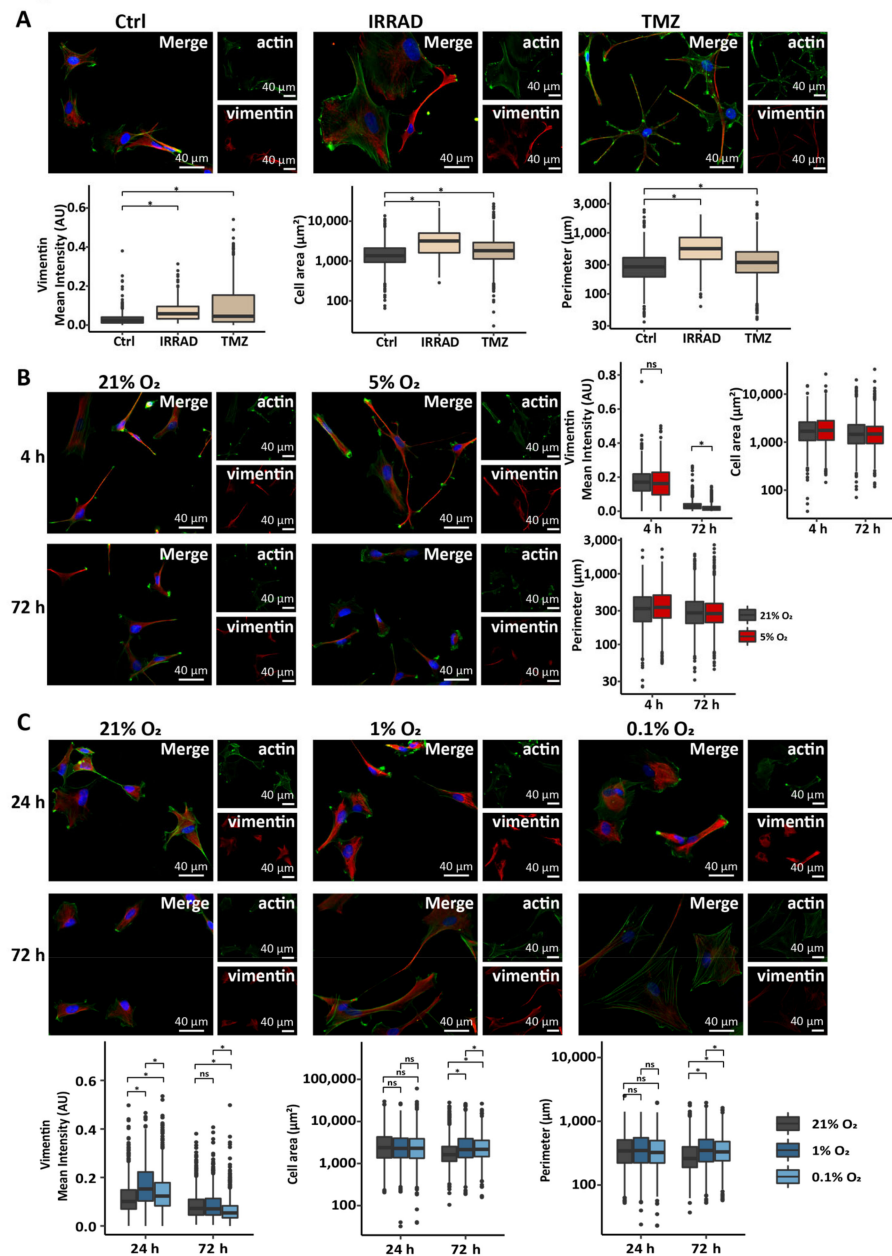 A
Ctrl
IRRAD
TMZ
Merge
actin
40 µm
vimentin
40 µm
40 µm
Merge
actin
40 µm
vimentin
40 µm
40 µm
Merge
actin
40 µm
vimentin
40 µm
40 µm
Vimentin
Mean Intensity (AU)
0.6
0.4
0.2
0.0
*
*
Ctrl IRRAD TMZ
Cell area (µm²)
10,000
1,000
100
*
*
Ctrl IRRAD TMZ
Perimeter (µm)
3,000
1,000
300
100
30
*
*
Ctrl IRRAD TMZ
B
21% O₂
5% O₂
4 h
Merge
actin
40 µm
vimentin
40 µm
40 µm
Merge
actin
40 µm
vimentin
40 µm
40 µm
72 h
Merge
actin
40 µm
vimentin
40 µm
40 µm
Merge
actin
40 µm
vimentin
40 µm
40 µm
Vimentin
Mean Intensity (AU)
0.8
0.6
0.4
0.2
0.0
ns
*
4 h 72 h
Cell area (µm²)
10,000
1,000
100
4 h 72 h
Perimeter (µm)
3,000
1,000
300
100
30
4 h 72 h
21% O₂
5% O₂
C
21% O₂
1% O₂
0.1% O₂
24 h
Merge
actin
40 µm
vimentin
40 µm
40 µm
Merge
actin
40 µm
vimentin
40 µm
40 µm
Merge
actin
40 µm
vimentin
40 µm
40 µm
72 h
Merge
actin
40 µm
vimentin
40 µm
40 µm
Merge
actin
40 µm
vimentin
40 µm
40 µm
Merge
actin
40 µm
vimentin
40 µm
40 µm
Vimentin
Mean Intensity (AU)
0.6
0.4
0.2
0.0
*
*
*
*
*
ns
24 h 72 h
Cell area (µm²)
100,000
10,000
1,000
100
ns
ns
ns
*
*
*
24 h 72 h
Perimeter (µm)
10,000
1,000
100
ns
ns
ns
*
*
*
24 h 72 h
21% O₂
1% O₂
0.1% O₂